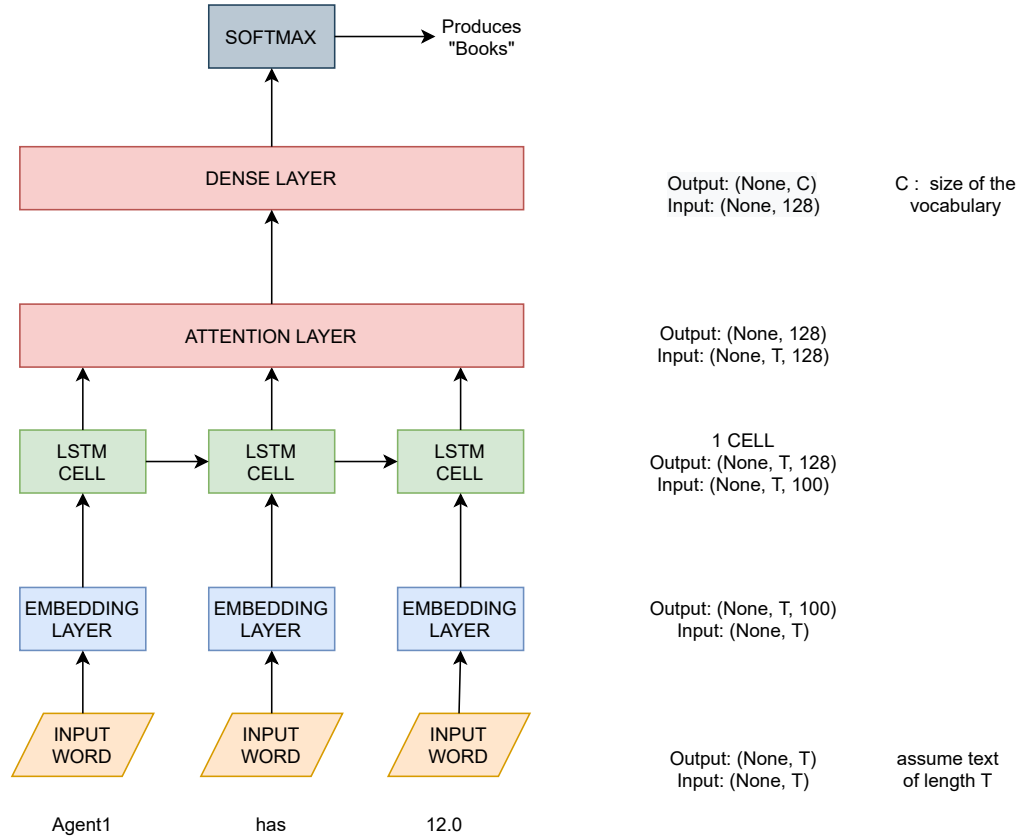 SOFTMAX
Produces
"Books"
DENSE LAYER
Output: (None, C)
Input: (None, 128)
C : size of the
vocabulary
ATTENTION LAYER
Output: (None, 128)
Input: (None, T, 128)
LSTM
CELL
LSTM
CELL
LSTM
CELL
1 CELL
Output: (None, T, 128)
Input: (None, T, 100)
EMBEDDING
LAYER
EMBEDDING
LAYER
EMBEDDING
LAYER
Output: (None, T, 100)
Input: (None, T)
INPUT
WORD
INPUT
WORD
INPUT
WORD
Output: (None, T)
Input: (None, T)
assume text
of length T
Agent1
has
12.0